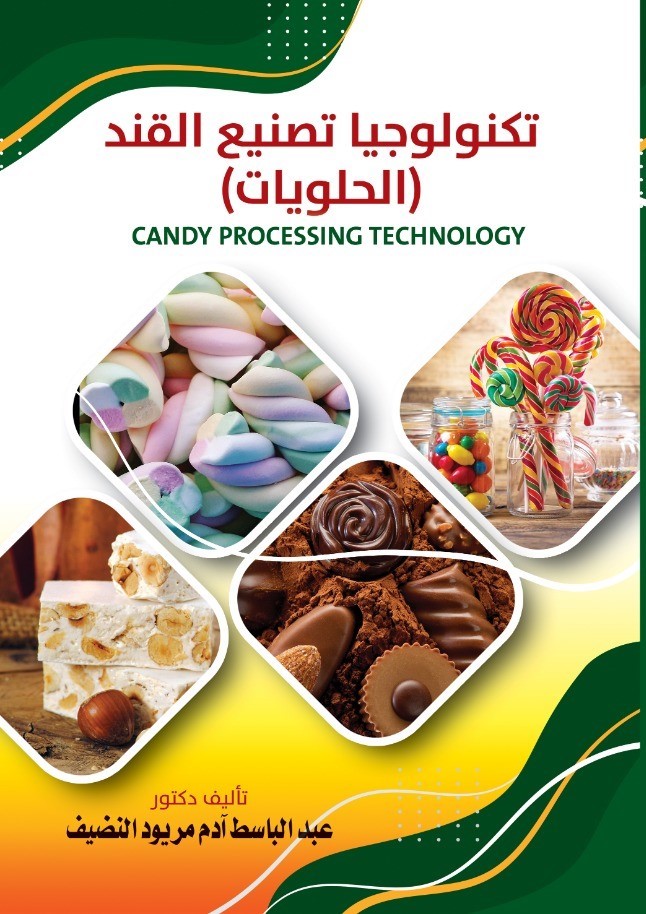 تكنولوجيا تصنيع القند
(الحلويات)
CANDY PROCESSING TECHNOLOGY
تأليف دكتور
عبد الباسط آدم مريود النضيف